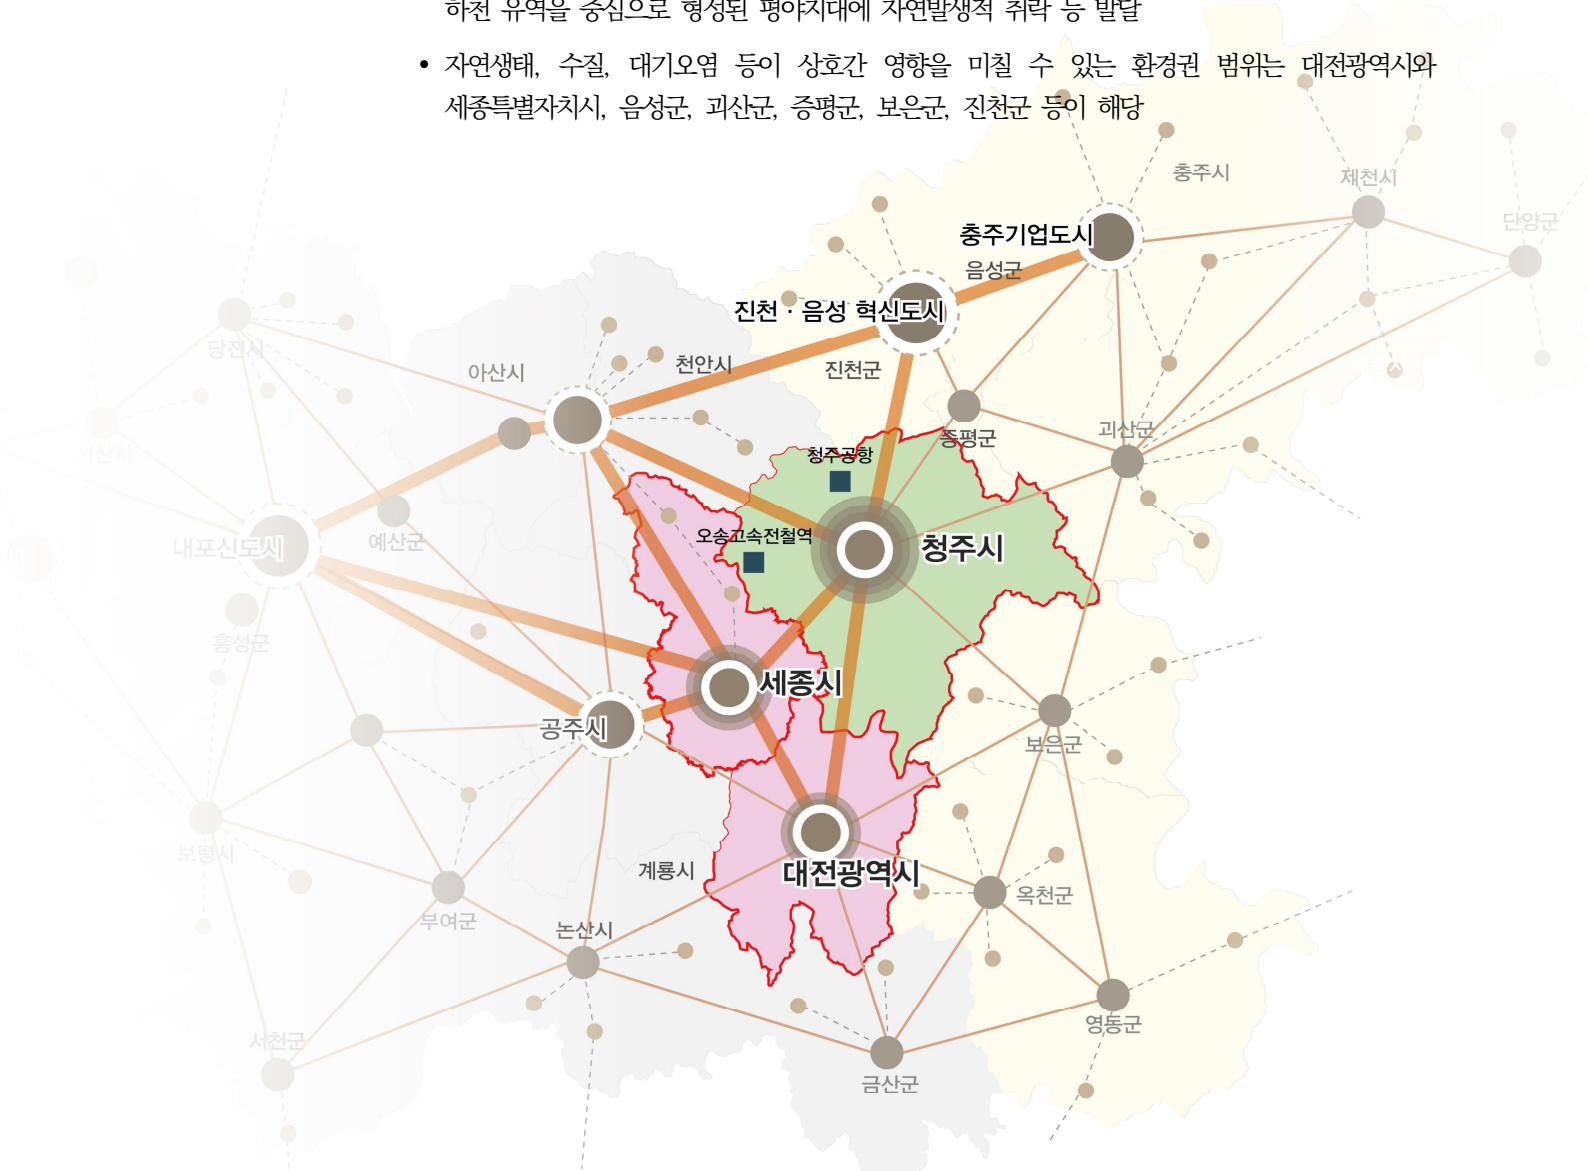 하천 유역을 중심으로 형성된 평야지대에 자연발생적 취락 등 발달
• 자연생태, 수질, 대기오염 등이 상호간 영향을 미칠 수 있는 환경권 범위는 대전광역시와
세종특별자치시, 음성군, 괴산군, 증평군, 보은군, 진천군 등이 해당
충주시
제천시
단양군
충주기업도시
음성군
진천 · 음성 혁신도시
당진시
아산시
천안시
진천군
증평군
괴산군
서산시
청주공항
오송고속전철역
내포신도시
예산군
청주시
홍성군
세종시
공주시
보은군
보령시
계룡시
대전광역시
옥천군
부여군
논산시
영동군
서천군
금산군